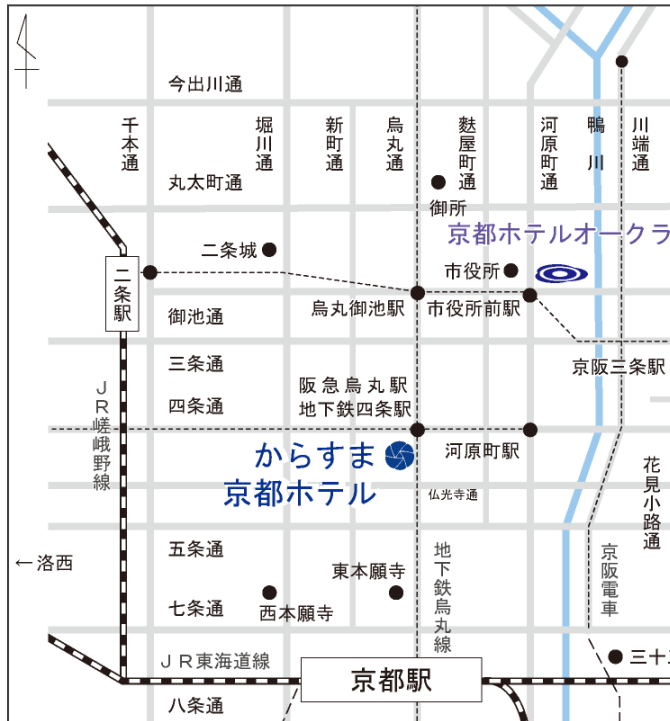 今出川通
千本通
堀川通
新町通
烏丸通
麩屋町通
河原町通
鴨川
川端通
丸太町通
御所
京都ホテルオークラ
二条城
市役所
二条駅
御池通
烏丸御池駅
市役所前駅
三条通
京阪三条駅
阪急烏丸駅
地下鉄四条駅
四条通
JR嵯峨野線
からすま
京都ホテル
河原町駅
花見小路通
仏光寺通
五条通
←洛西
東本願寺
地下鉄烏丸線
京阪電車
七条通
西本願寺
JR東海道線
京都駅
三十三
八条通